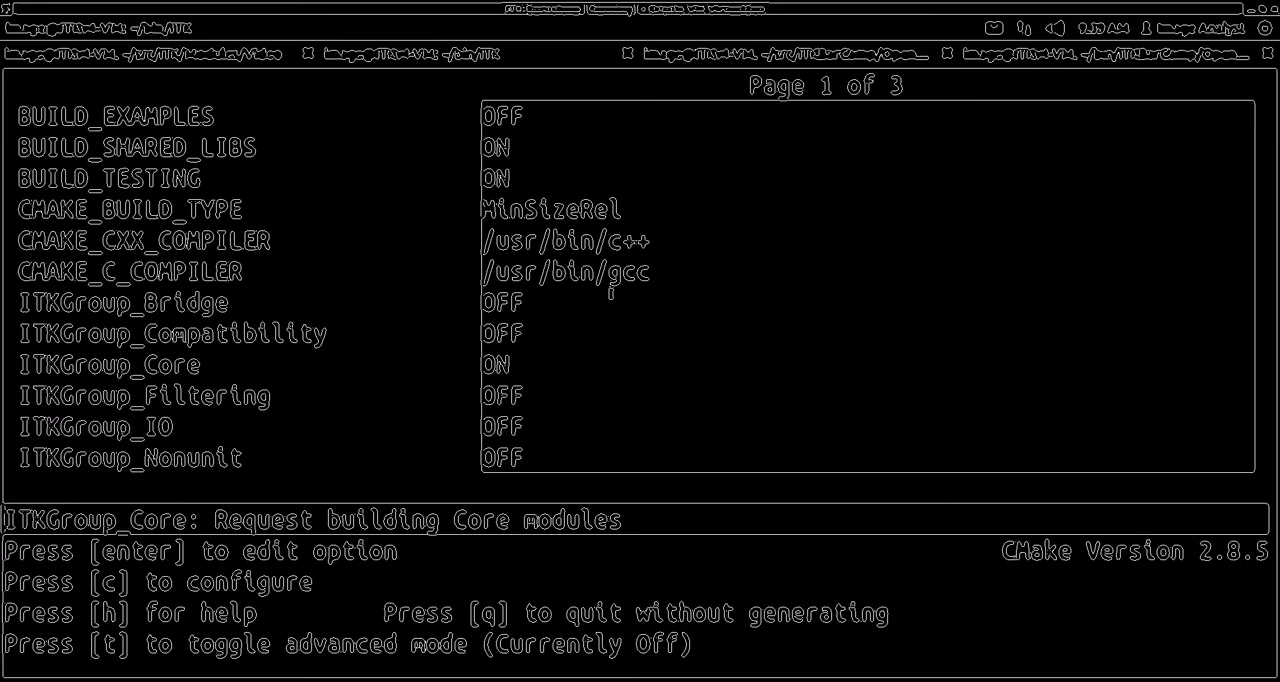 Page 1 of 3
BUILD_EXAMPLES OFF
BUILD_SHARED_LIBS ON
BUILD_TESTING ON
CMAKE_BUILD_TYPE MinSizeRel
CMAKE_CXX_COMPILER /usr/bin/c++
CMAKE_C_COMPILER /usr/bin/gcc
ITKGroup_Bridge OFF
ITKGroup_Compatibility OFF
ITKGroup_Core ON
ITKGroup_Filtering OFF
ITKGroup_IO OFF
ITKGroup_Nonunit OFF
ITKGroup_Core: Request building Core modules
Press [enter] to edit option CMake Version 2.8.5
Press [c] to configure
Press [h] for help Press [q] to quit without generating
Press [t] to toggle advanced mode (Currently Off)